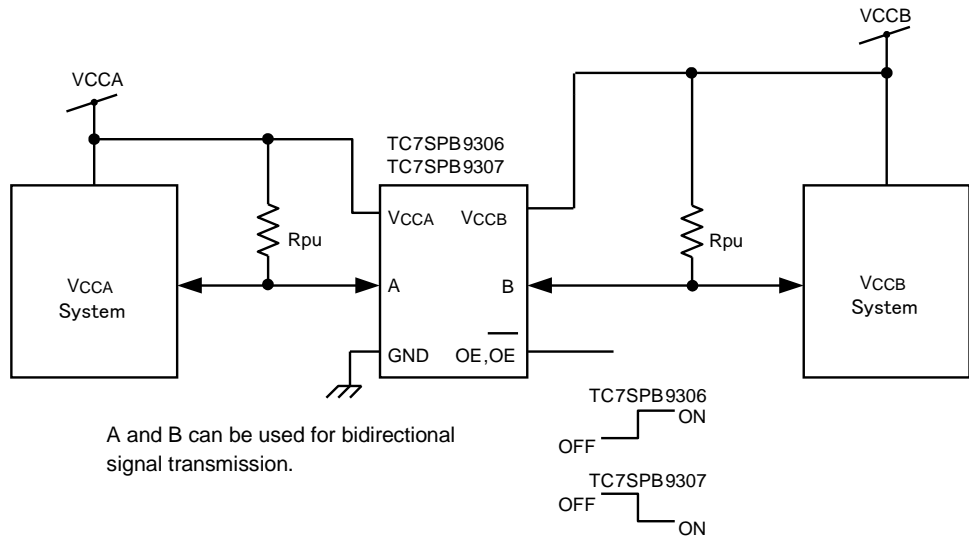 VCCB
VCCA
TC7SPB9306
TC7SPB9307
VCCA
VCCB
Rpu
Rpu
VCCA
System
A
B
VCCB
System
GND
OE,O̅E̅
TC7SPB9306
ON
OFF
A and B can be used for bidirectional
signal transmission.
TC7SPB9307
OFF
ON